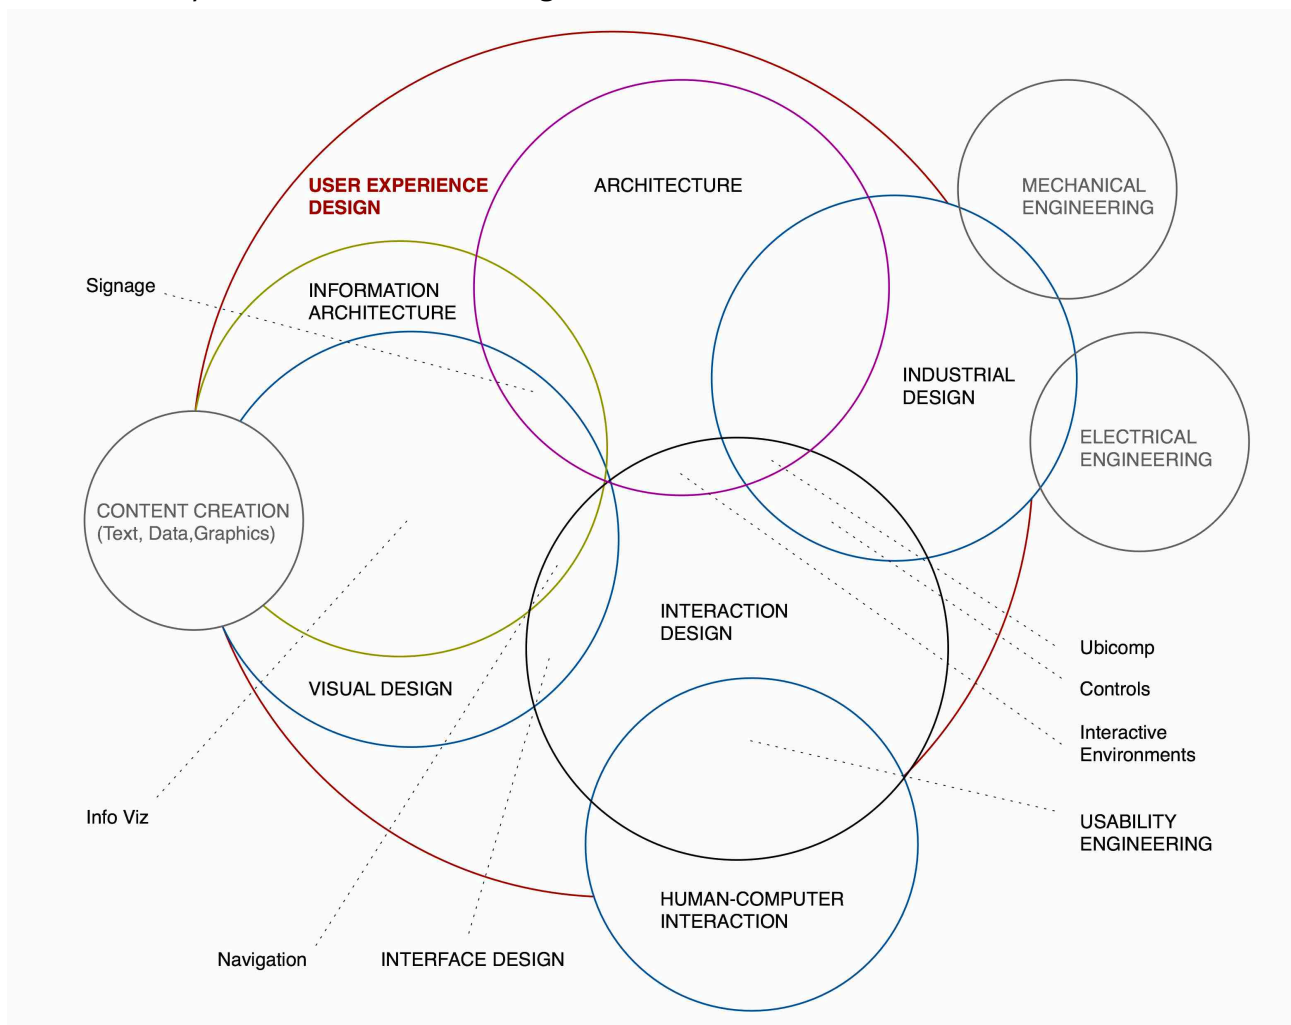 USER EXPERIENCE
DESIGN
ARCHITECTURE
MECHANICAL
ENGINEERING
Signage
INFORMATION
ARCHITECTURE
INDUSTRIAL
DESIGN
ELECTRICAL
ENGINEERING
CONTENT CREATION
(Text, Data,Graphics)
INTERACTION
DESIGN
VISUAL DESIGN
Ubicomp
Controls
Interactive
Environments
Info Viz
USABILITY
ENGINEERING
HUMAN-COMPUTER
INTERACTION
Navigation
INTERFACE DESIGN